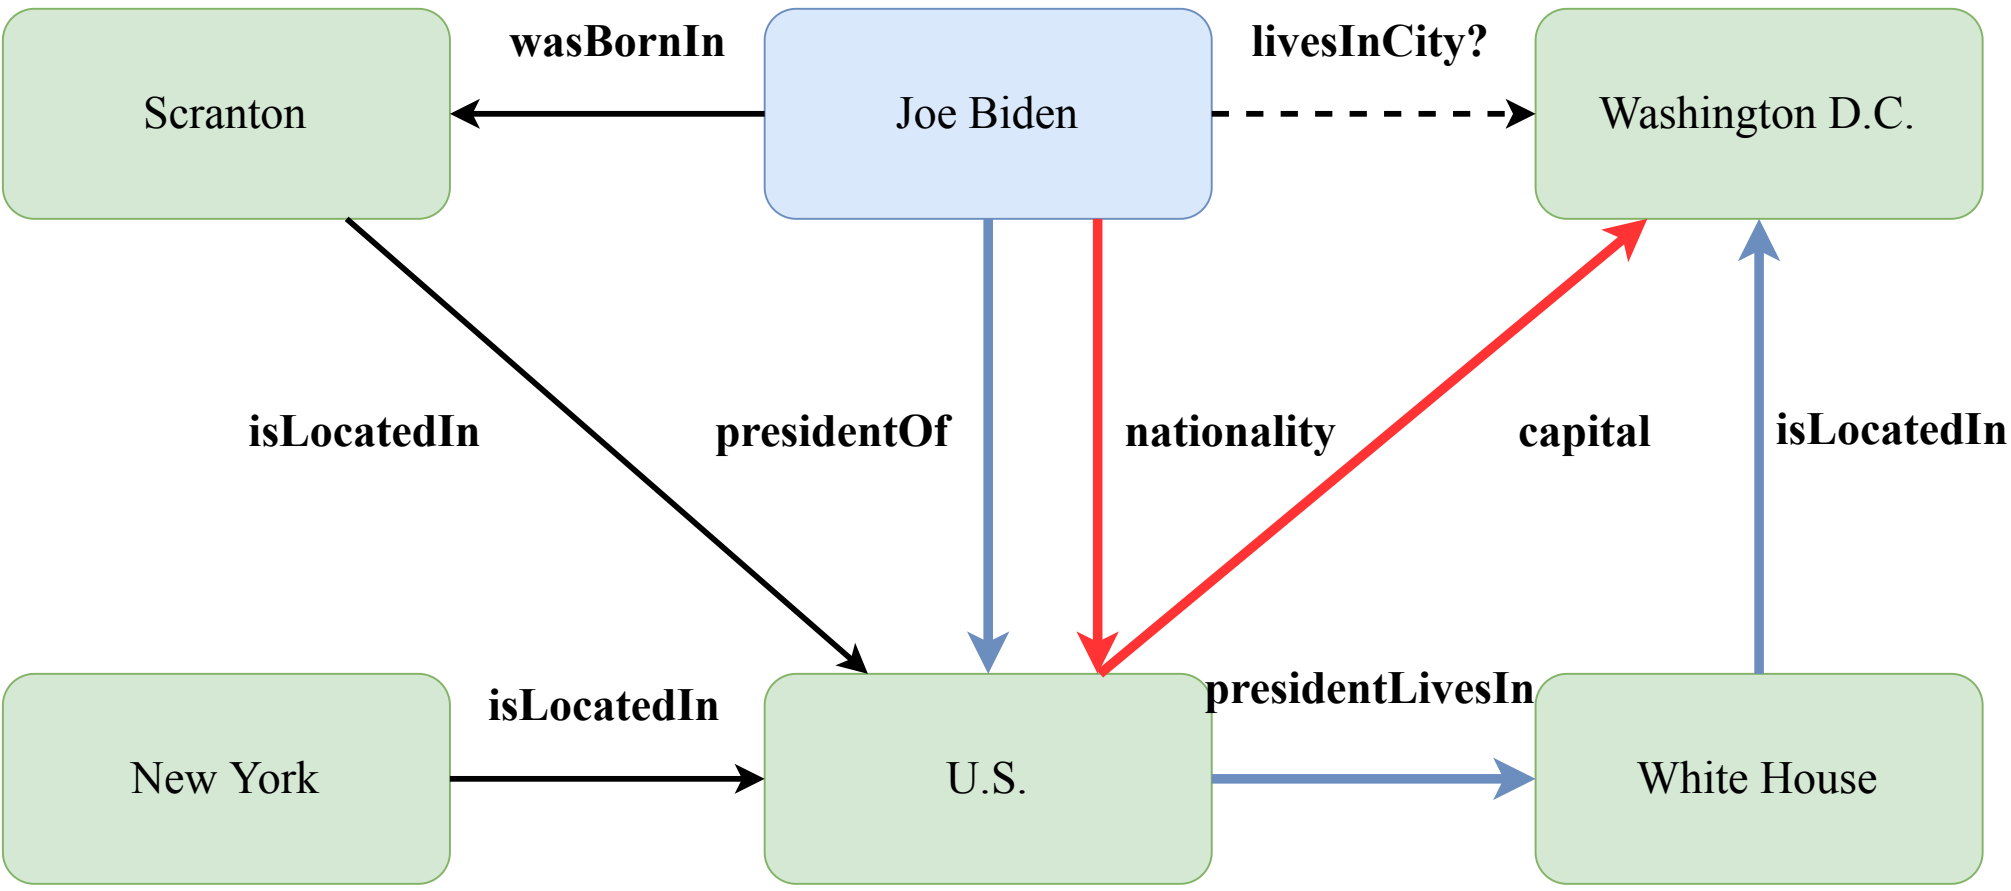 wasBornIn
livesInCity?
Scranton
Joe Biden
Washington D.C.
isLocatedIn
presidentOf
nationality
capital
isLocatedIn
isLocatedIn
presidentLivesIn
New York
U.S.
White House